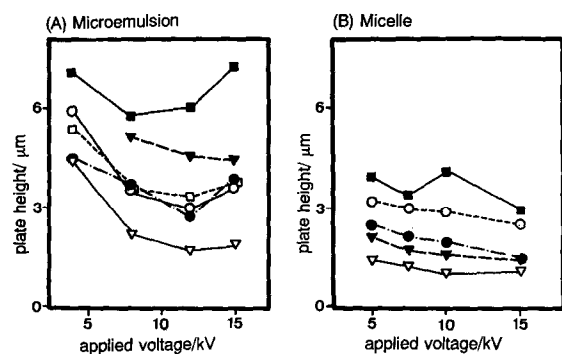 (A) Microemulsion
plate height/ μm
6
3
0
5
10
15
applied voltage/kV
(B) Micelle
plate height/ μm
6
3
0
5
10
15
applied voltage/kV